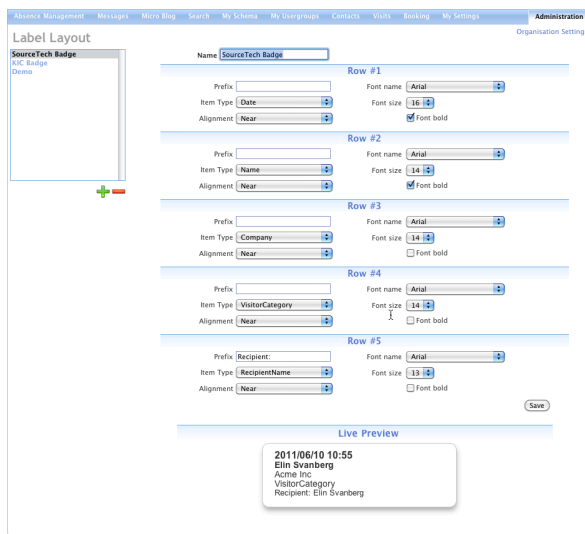 Absence Management Messages Micro Blog Search My Schema My Usergroups Contacts Visits Booking My Settings Administration
Organisation Setting
Label Layout
SourceTech Badge
KIC Badge
Demo
Name SourceTech Badge
Row #1
Prefix Font name Arial
Item Type Date Font size 16
Alignment Near Font bold
Row #2
Prefix Font name Arial
Item Type Name Font size 14
Alignment Near Font bold
Row #3
Prefix Font name Arial
Item Type Company Font size 14
Alignment Near Font bold
Row #4
Prefix Font name Arial
Item Type VisitorCategory Font size 14
Alignment Near Font bold
Row #5
Prefix Recipient: Font name Arial
Item Type RecipientName Font size 13
Alignment Near Font bold
Save
Live Preview
2011/06/10 10:55
Elin Svanberg
Acme Inc
VisitorCategory
Recipient: Elin Svanberg